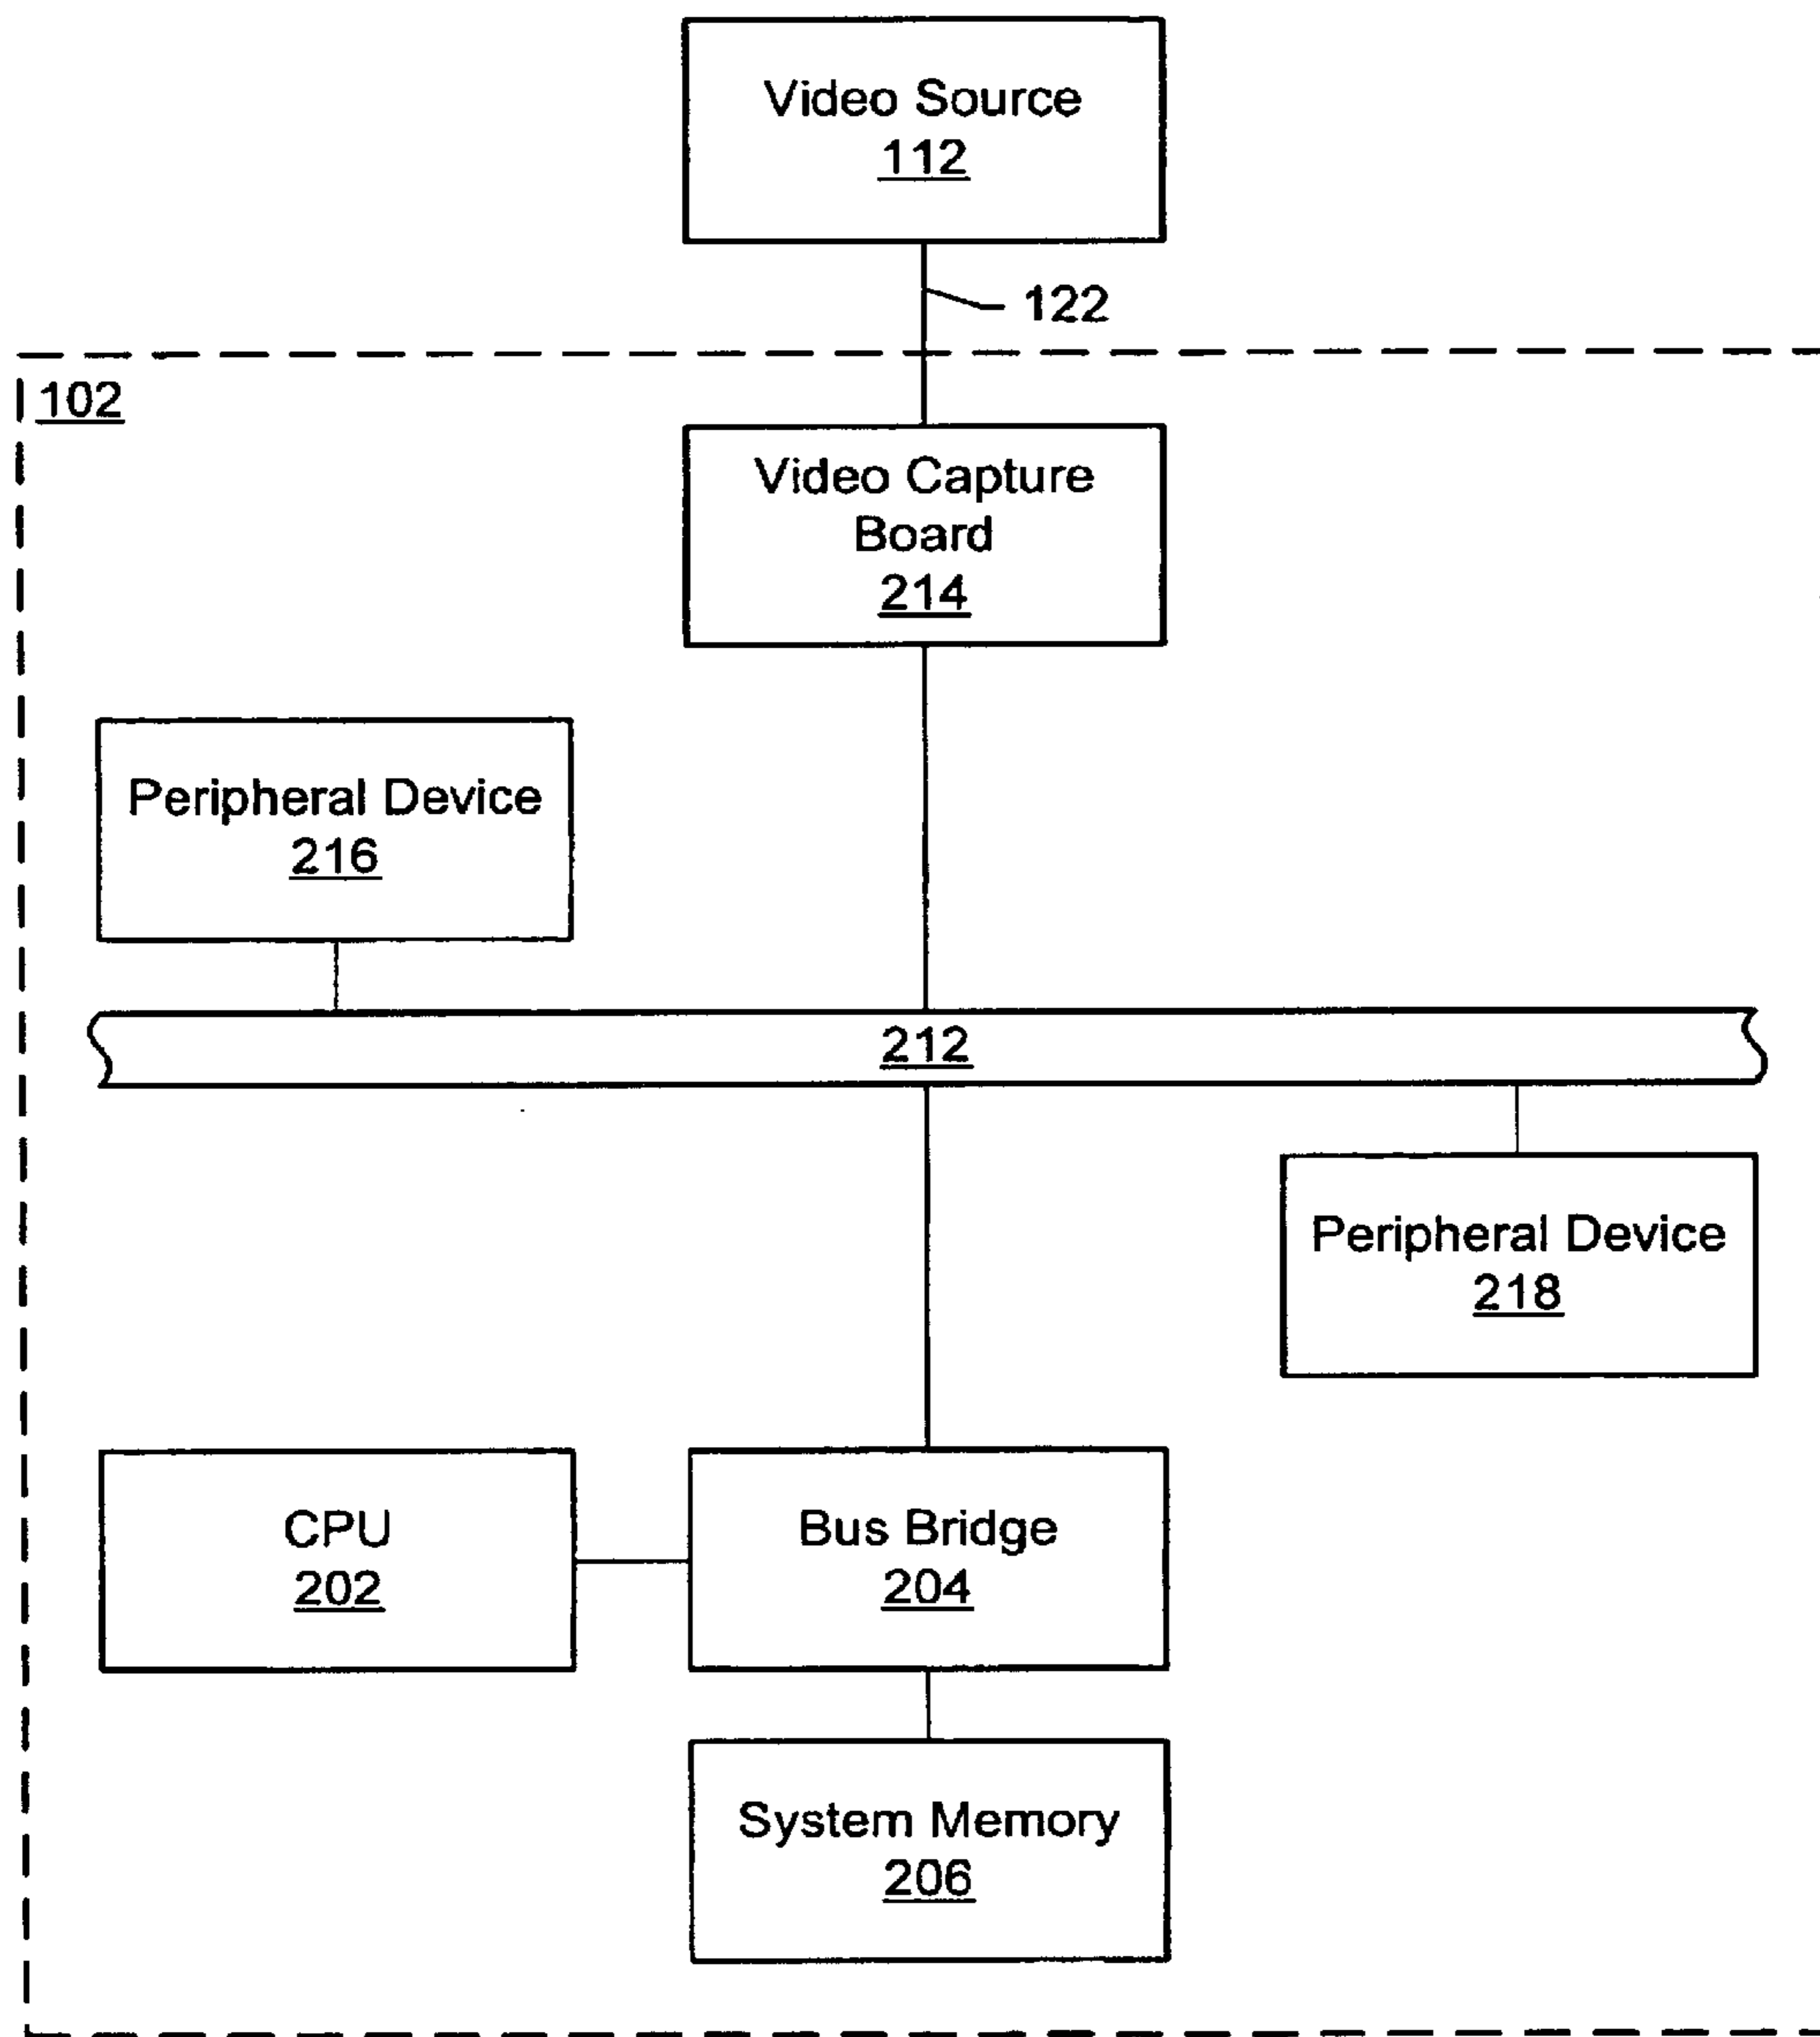 Video Source
112
122
102
Video Capture
Board
214
Peripheral Device
216
212
Peripheral Device
218
CPU
202
Bus Bridge
204
System Memory
206